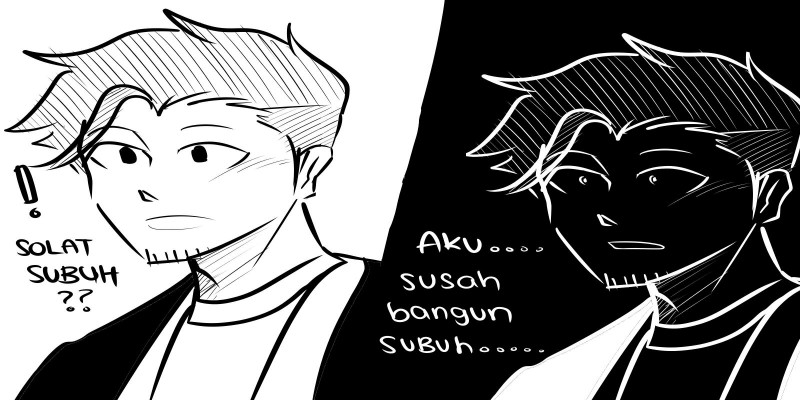 !
SOLAT
SUBUH
??
AKU....
susah
bangun
SUBUH.....